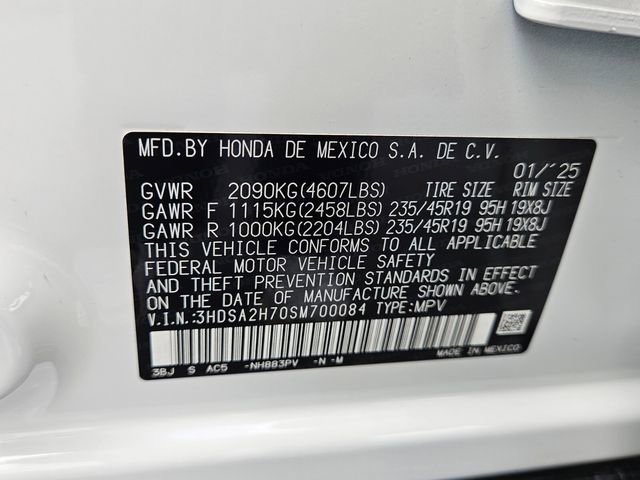 MFD.BY HONDA DE MEXICO S.A. DE C.V.
01/'25
GVWR 2090KG(4607LBS) TIRE SIZE RIM SIZE
GAWR F 1115KG(2458LBS) 235/45R19 95H 19X8J
GAWR R 1000KG(2204LBS) 235/45R19 95H 19X8J
THIS VEHICLE CONFORMS TO ALL APPLICABLE
FEDERAL MOTOR VEHICLE SAFETY
AND THEFT PREVENTION STANDARDS IN EFFECT
ON THE DATE OF MANUFACTURE SHOWN ABOVE.
V.I.N.:3HDSA2H70SM700084 TYPE:MPV
3BJ S AC5 -NH883PV -N -M MADE IN MEXICO